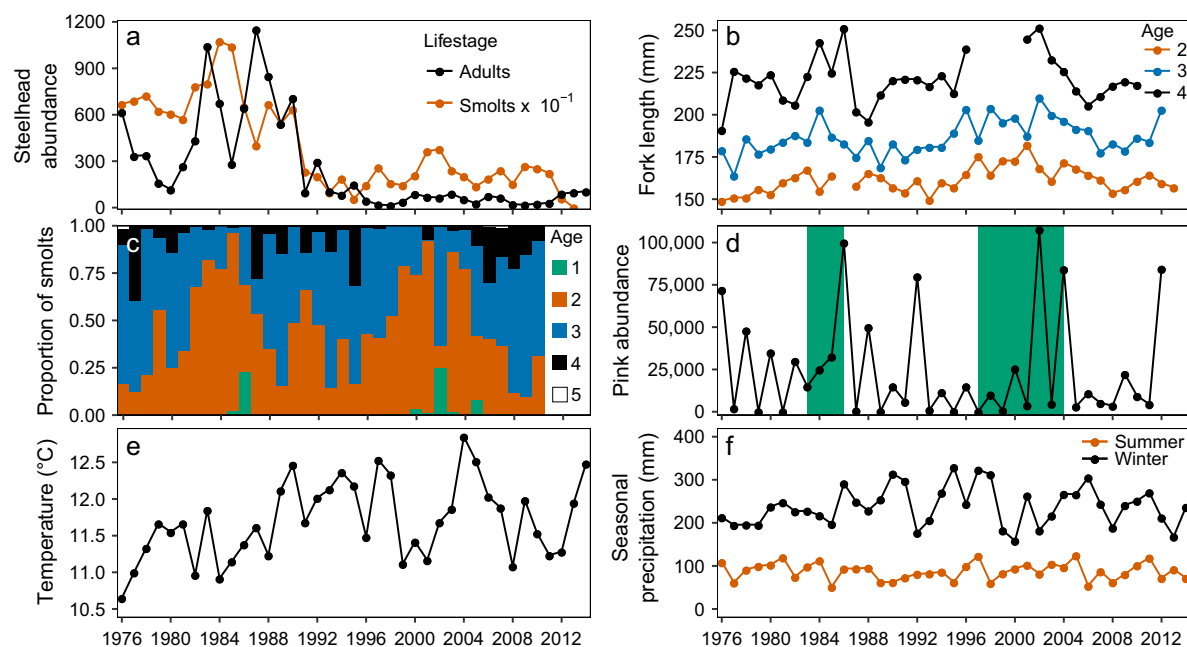 a
Lifestage
Adults
Smolts x 10⁻¹
Steelhead
abundance
1200
900
600
300
0
b
Age
2
3
4
Fork length (mm)
250
225
200
175
150
c
Age
1
2
3
4
5
Proportion of smolts
1.00
0.75
0.50
0.25
0.00
d
Pink abundance
100,000
75,000
50,000
25,000
0
e
Temperature (°C)
12.5
12.0
11.5
11.0
10.5
1976 1980 1984 1988 1992 1996 2000 2004 2008 2012
f
Summer
Winter
Seasonal
precipitation (mm)
400
300
200
100
0
1976 1980 1984 1988 1992 1996 2000 2004 2008 2012